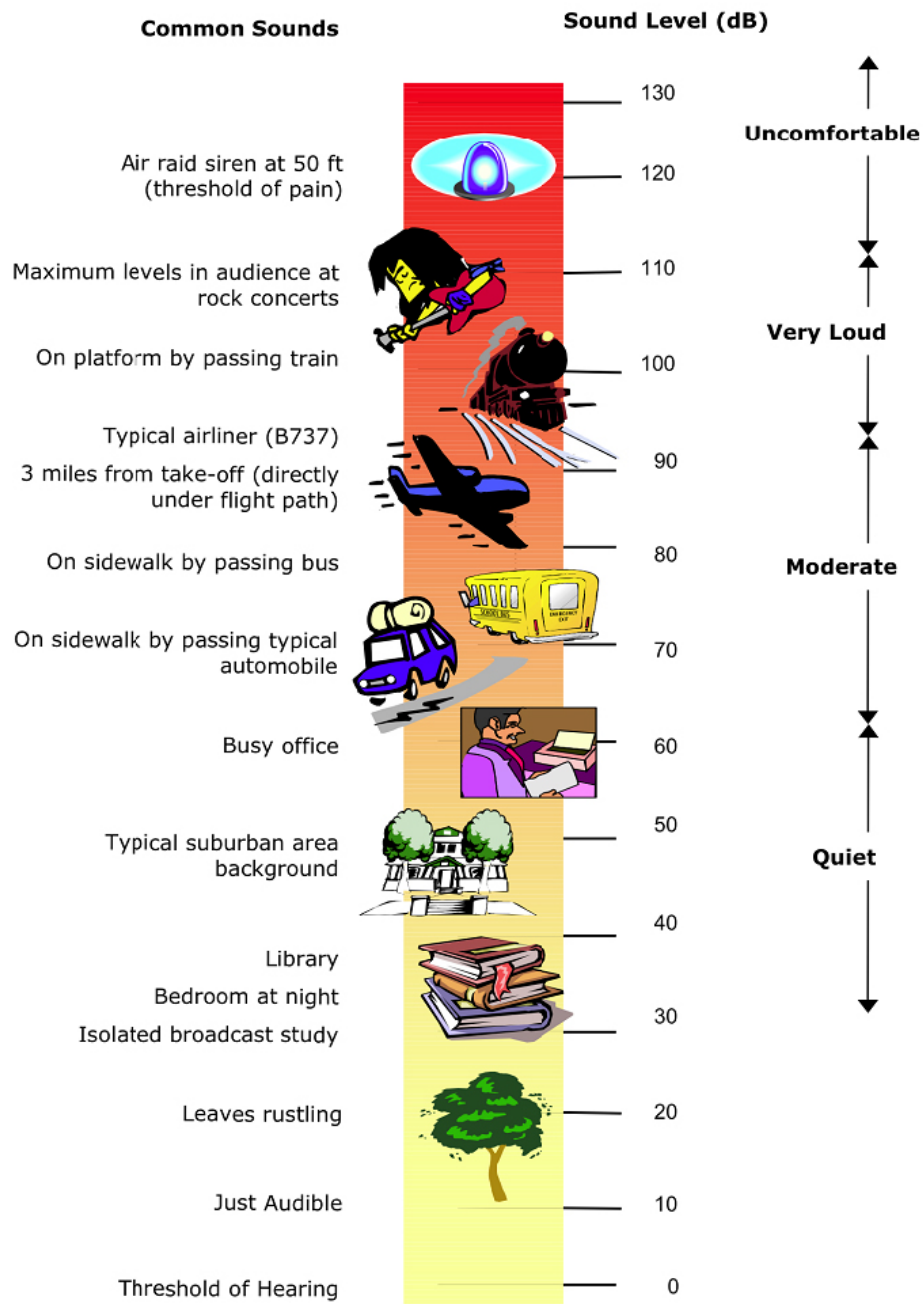 Common Sounds
Sound Level (dB)
130
Uncomfortable
Air raid siren at 50 ft
(threshold of pain)
120
Maximum levels in audience at
rock concerts
110
Very Loud
On platform by passing train
100
Typical airliner (B737)
3 miles from take-off (directly
under flight path)
90
On sidewalk by passing bus
80
Moderate
SCHOOL BUS
EMERGENCY
EXIT
On sidewalk by passing typical
automobile
70
Busy office
60
Typical suburban area
background
50
Quiet
40
Library
Bedroom at night
Isolated broadcast study
30
Leaves rustling
20
Just Audible
10
Threshold of Hearing
0